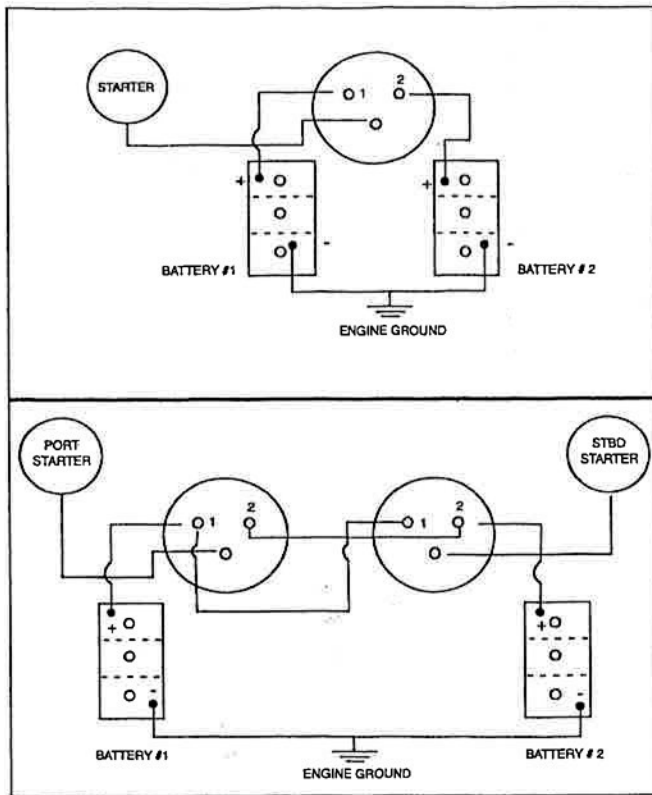 STARTER
1
2
+
+
-
-
BATTERY #1
BATTERY # 2
ENGINE GROUND
PORT
STARTER
STBD
STARTER
1
2
1
2
+
+
-
-
BATTERY #1
BATTERY # 2
ENGINE GROUND